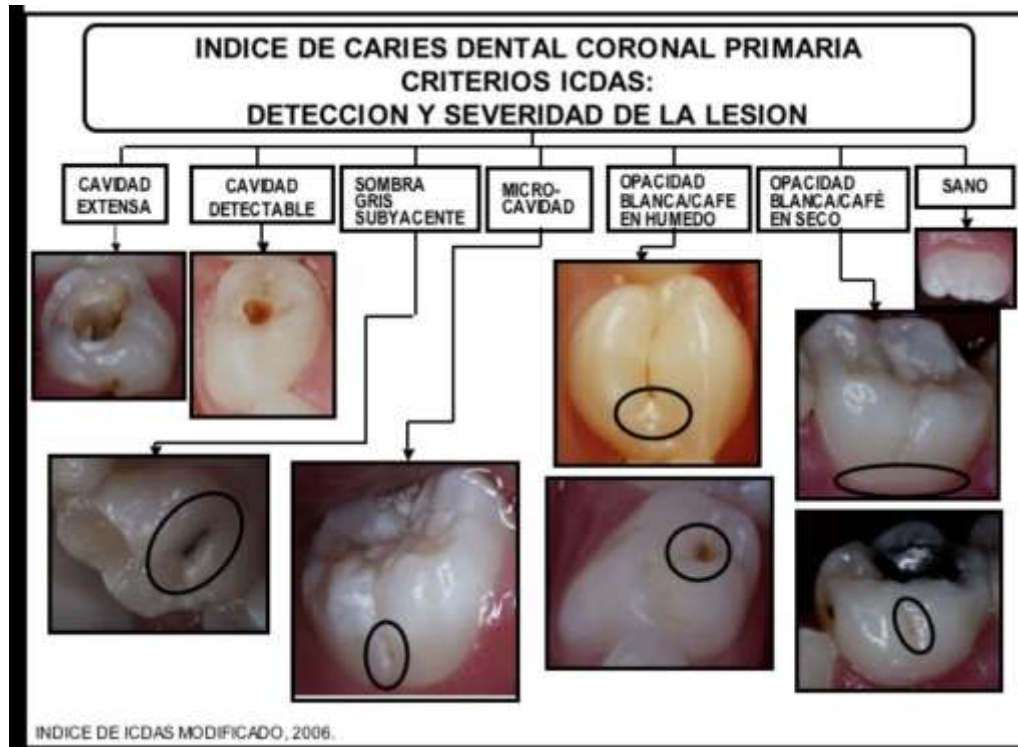 INDICE DE CARIES DENTAL CORONAL PRIMARIA
CRITERIOS ICDAS:
DETECCION Y SEVERIDAD DE LA LESION
CAVIDAD
EXTENSA
CAVIDAD
DETECTABLE
SOMBRA
GRIS
SUBYACENTE
MICRO-
CAVIDAD
OPACIDAD
BLANCA/CAFE
EN HUMEDO
OPACIDAD
BLANCA/CAFÉ
EN SECO
SANO
INDICE DE ICDAS MODIFICADO, 2006.